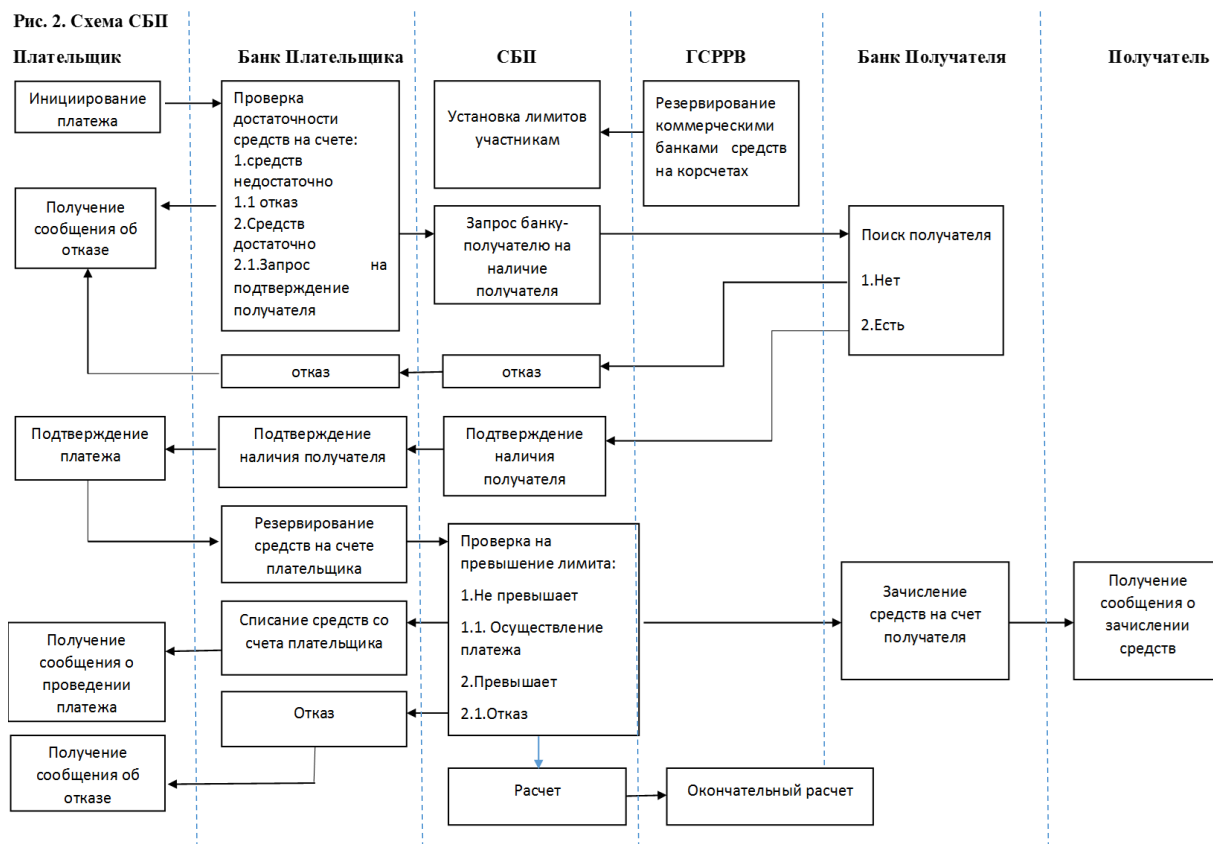 Рис. 2. Схема СБП
Плательщик
Банк Плательщика
СБП
ГСРРВ
Банк Получателя
Получатель
Инициирование
платежа
Проверка
достаточности
средств на счете:
1.средств
недостаточно
1.1 отказ
2.Средств
достаточно
2.1.Запрос на
подтверждение
получателя
Установка лимитов
участникам
Резервирование
коммерческими
банками средств
на корсчетах
Получение
сообщения об
отказе
Запрос банку-
получателю на
наличие
получателя
Поиск получателя
1.Нет
2.Есть
отказ
отказ
Подтверждение
платежа
Подтверждение
наличия получателя
Подтверждение
наличия
получателя
Резервирование
средств на счете
плательщика
Проверка на
превышение лимита:
1.Не превышает
1.1. Осуществление
платежа
2.Превышает
2.1.Отказ
Зачисление
средств на счет
получателя
Получение
сообщения о
зачислении
средств
Списание средств со
счета плательщика
Получение
сообщения о
проведении
платежа
Отказ
Получение
сообщения об
отказе
Расчет
Окончательный расчет